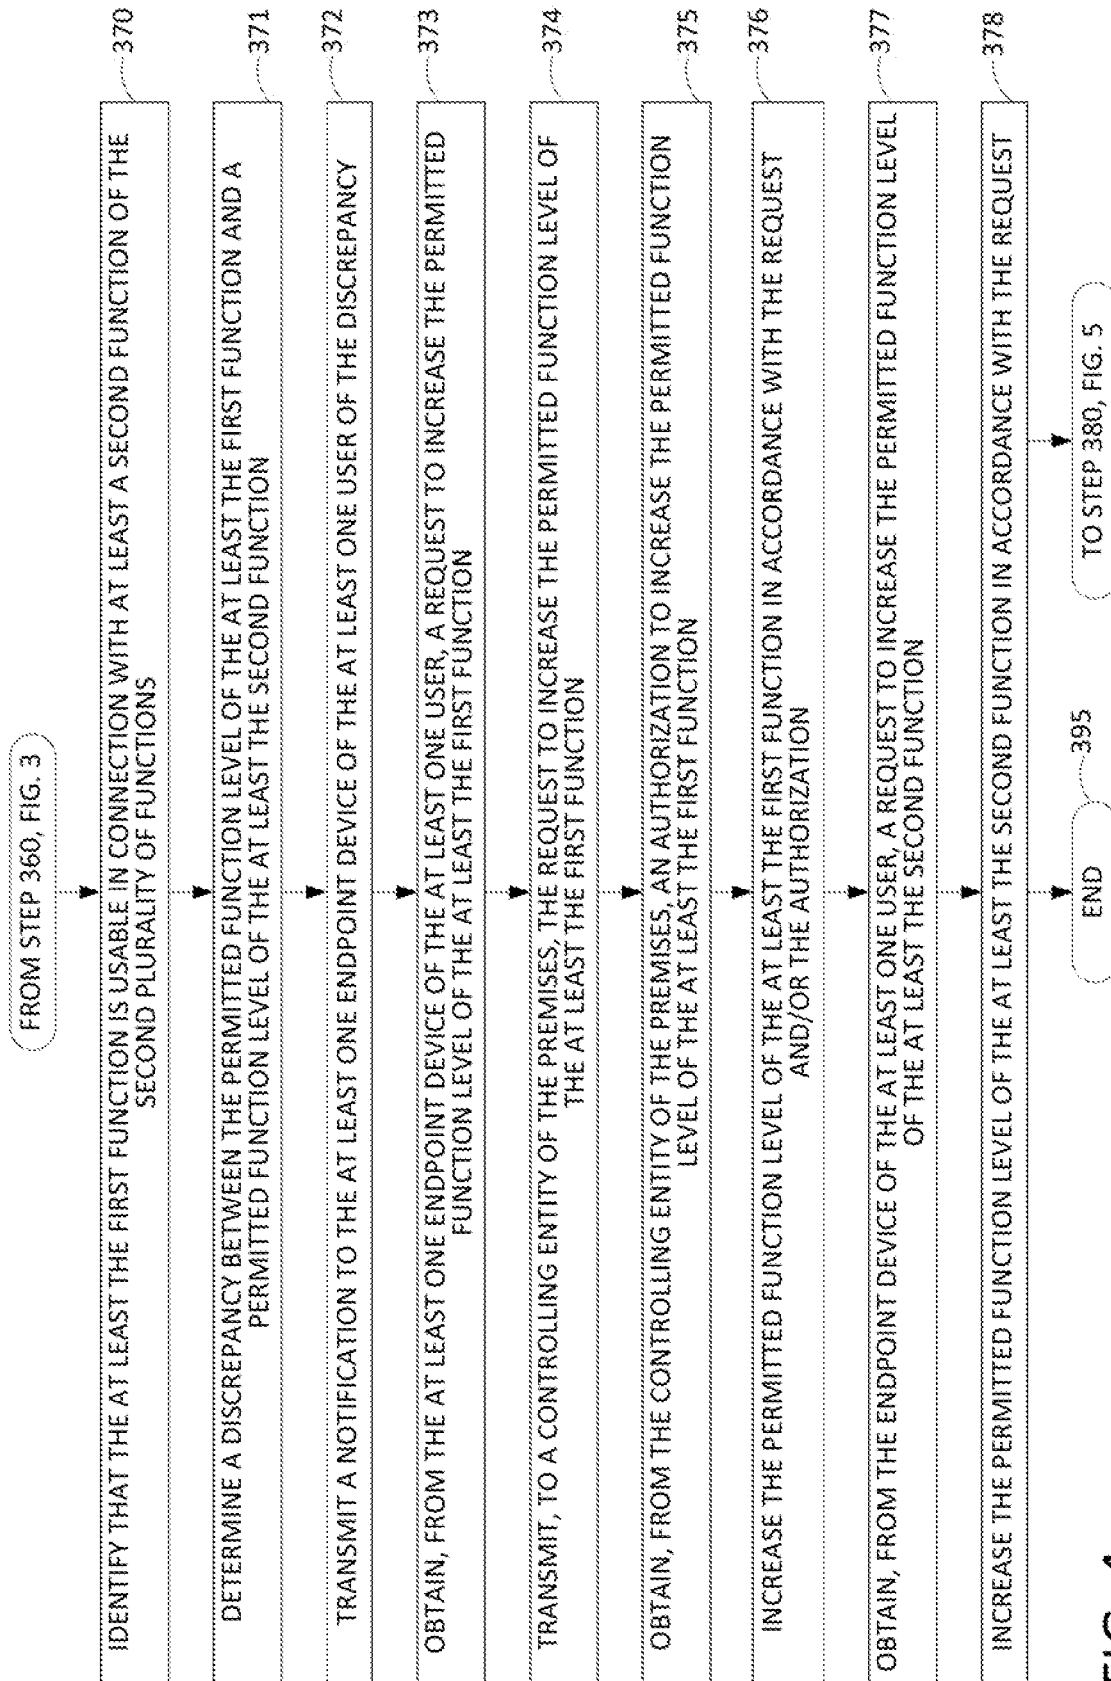 FROM STEP 360, FIG. 3
IDENTIFY THAT THE AT LEAST THE FIRST FUNCTION IS USABLE IN CONNECTION WITH AT LEAST A SECOND FUNCTION OF THE
SECOND PLURALITY OF FUNCTIONS
370
DETERMINE A DISCREPANCY BETWEEN THE PERMITTED FUNCTION LEVEL OF THE AT LEAST THE FIRST FUNCTION AND A
PERMITTED FUNCTION LEVEL OF THE AT LEAST THE SECOND FUNCTION
371
TRANSMIT A NOTIFICATION TO THE AT LEAST ONE ENDPOINT DEVICE OF THE AT LEAST ONE USER OF THE DISCREPANCY
372
OBTAIN, FROM THE AT LEAST ONE ENDPOINT DEVICE OF THE AT LEAST ONE USER, A REQUEST TO INCREASE THE PERMITTED
FUNCTION LEVEL OF THE AT LEAST THE FIRST FUNCTION
373
TRANSMIT, TO A CONTROLLING ENTITY OF THE PREMISES, THE REQUEST TO INCREASE THE PERMITTED FUNCTION LEVEL OF
THE AT LEAST THE FIRST FUNCTION
374
OBTAIN, FROM THE CONTROLLING ENTITY OF THE PREMISES, AN AUTHORIZATION TO INCREASE THE PERMITTED FUNCTION
LEVEL OF THE AT LEAST THE FIRST FUNCTION
375
INCREASE THE PERMITTED FUNCTION LEVEL OF THE AT LEAST THE FIRST FUNCTION IN ACCORDANCE WITH THE REQUEST
AND/OR THE AUTHORIZATION
376
OBTAIN, FROM THE ENDPOINT DEVICE OF THE AT LEAST ONE USER, A REQUEST TO INCREASE THE PERMITTED FUNCTION LEVEL
OF THE AT LEAST THE SECOND FUNCTION
377
INCREASE THE PERMITTED FUNCTION LEVEL OF THE AT LEAST THE SECOND FUNCTION IN ACCORDANCE WITH THE REQUEST
378
END
395
TO STEP 380, FIG. 5